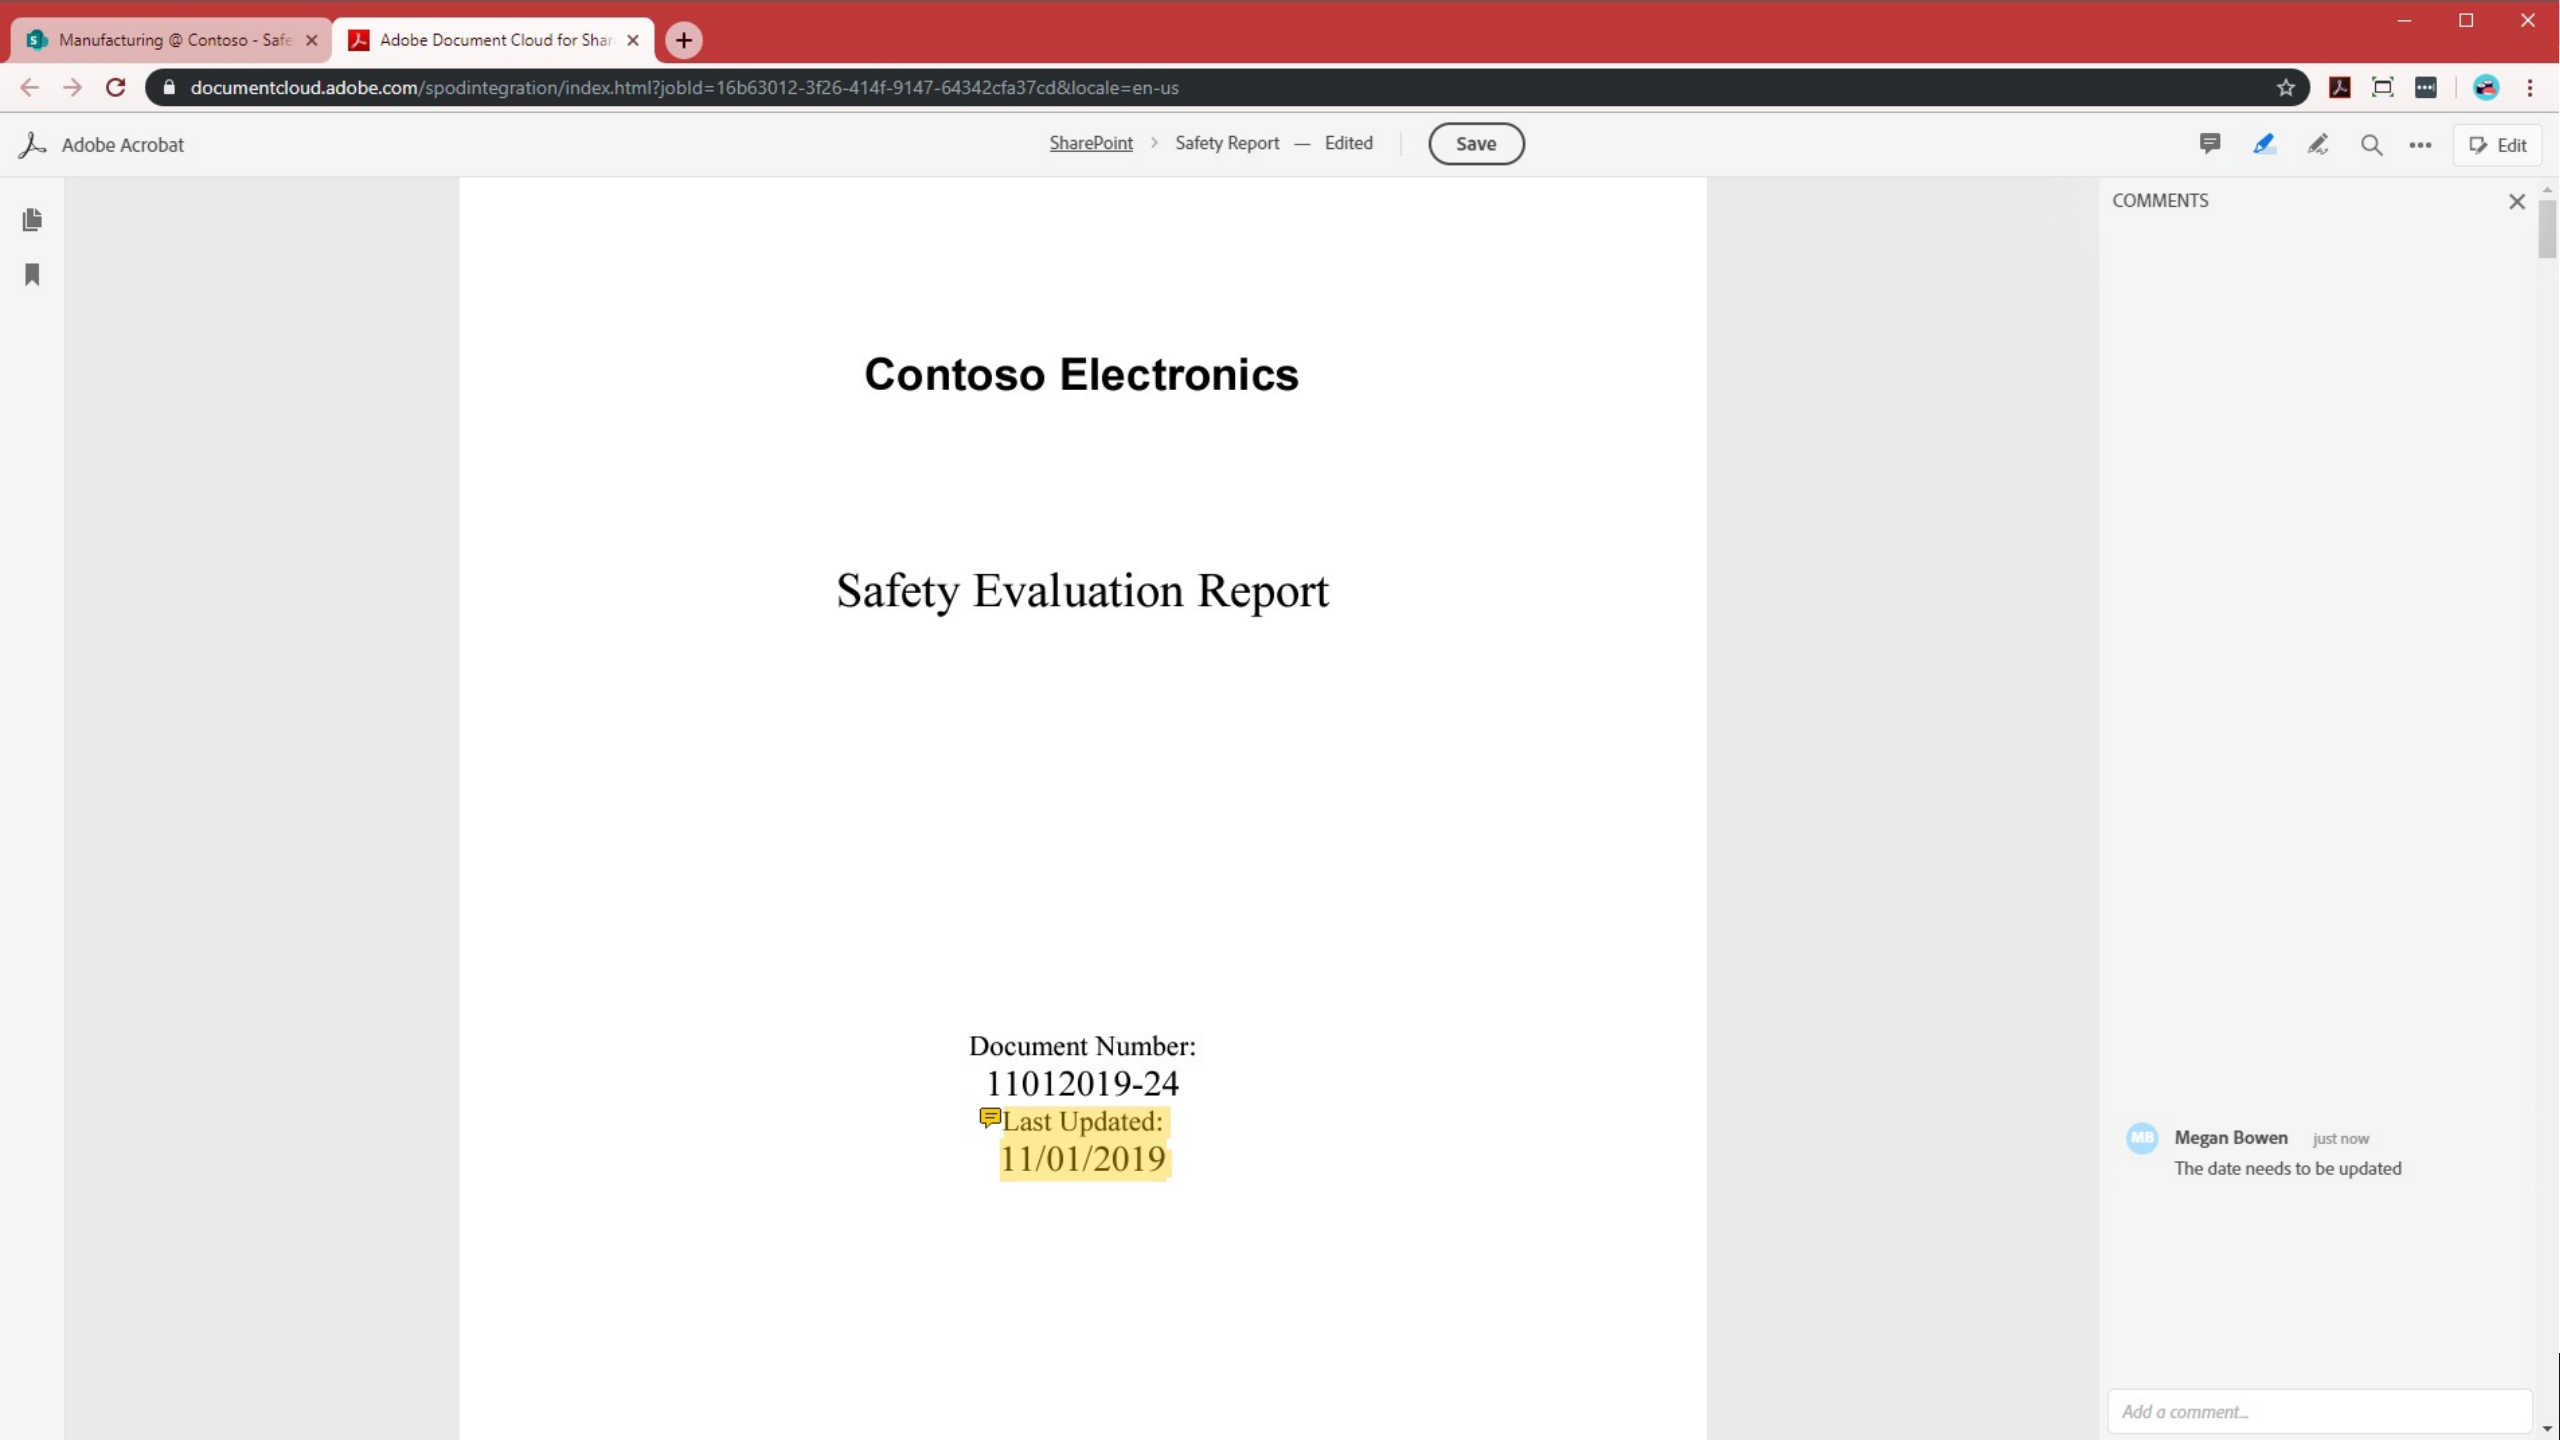 Manufacturing @ Contoso - Safe
Adobe Document Cloud for Shar
documentcloud.adobe.com/spodintegration/index.html?jobId=16b63012-3f26-414f-9147-64342cfa37cd&locale=en-us
Adobe Acrobat
SharePoint > Safety Report — Edited
Save
Edit
COMMENTS
Contoso Electronics
Safety Evaluation Report
Document Number:
11012019-24
Last Updated:
11/01/2019
MB Megan Bowen just now
The date needs to be updated
Add a comment...